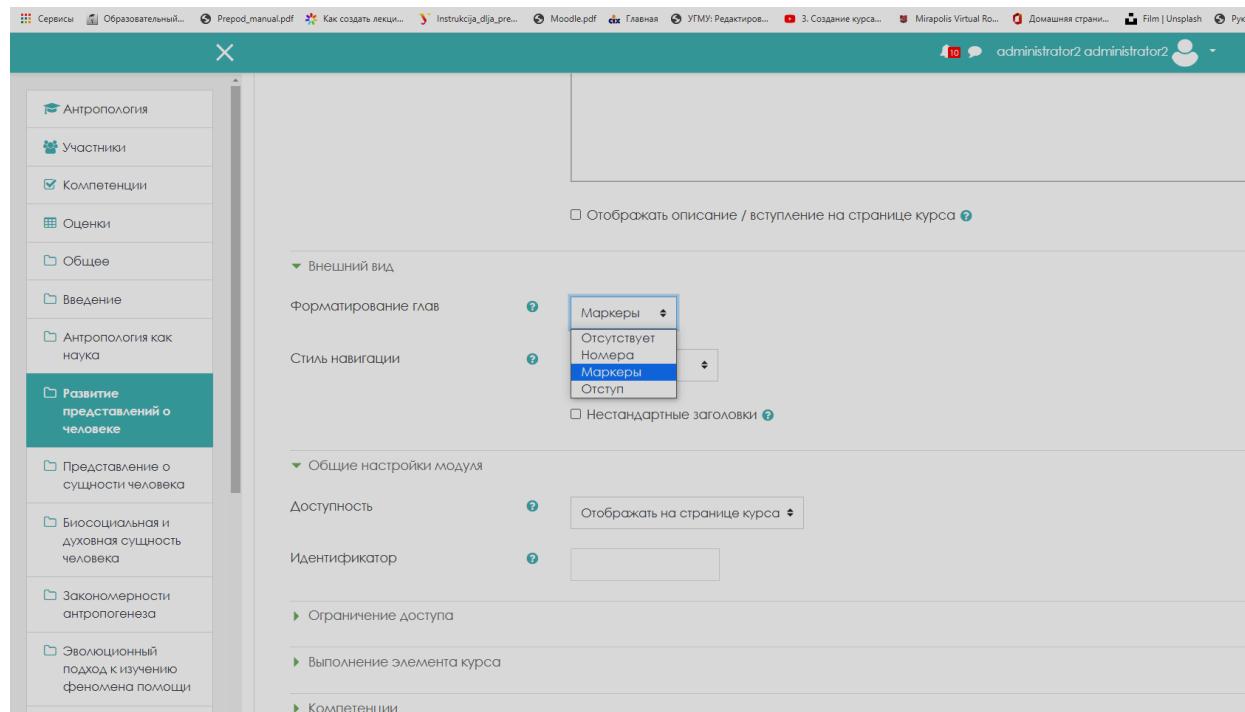 Сервисы Образовательный... Prepod_manual.pdf Как создать лекци... Instrukcija_dlja_pre... Moodle.pdf Главная УГМУ: Редактиров... 3. Создание курса... Mirapolis Virtual Ro... Домашняя страни... Film | Unsplash Рук
10 administrator2 administrator2
Антропология
Участники
Компетенции
Оценки
Общее
Введение
Антропология как
наука
Развитие
представлений о
человеке
Представление о
сущности человека
Биосоциальная и
духовная сущность
человека
Закономерности
антропогенеза
Эволюционный
подход к изучению
феномена помощи
Отображать описание / вступление на странице курса
Внешний вид
Форматирование глав
Маркеры
Отсутствует
Номера
Маркеры
Отступ
Стиль навигации
Нестандартные заголовки
Общие настройки модуля
Доступность
Отображать на странице курса
Идентификатор
Ограничение доступа
Выполнение элемента курса
Компетенции